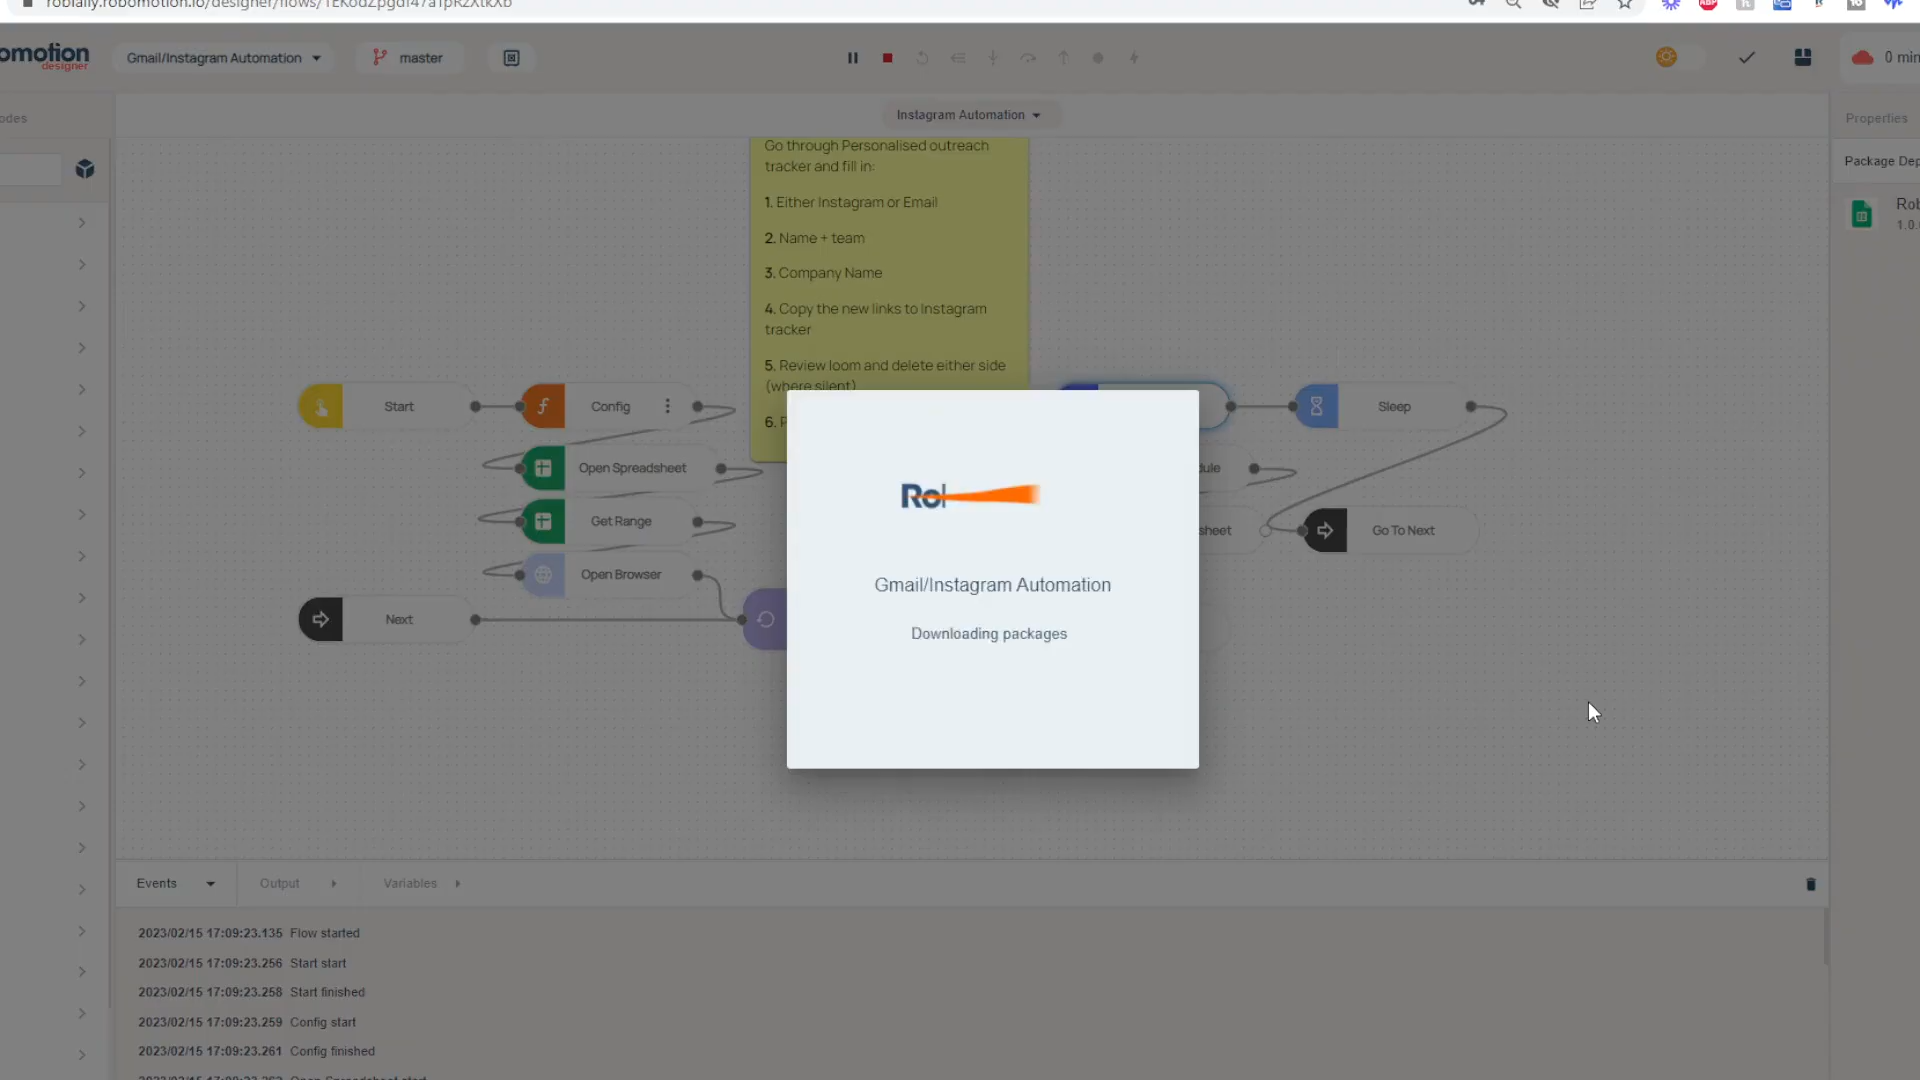 robially.robomotion.io/designer/flows/
omotion
designer
Gmail/Instagram Automation
master
0 min
odes
Instagram Automation
Properties
Package Dep
Go through Personalised outreach
tracker and fill in:
1. Either Instagram or Email
2. Name + team
3. Company Name
4. Copy the new links to Instagram
tracker
5. Review loom and delete either side
(where silent)
6. P
Rob
1.0.
Start
Config
Sleep
Open Spreadsheet
dule
Get Range
sheet
Go To Next
Open Browser
Next
Ro
Gmail/Instagram Automation
Downloading packages
Events
Output
Variables
2023/02/15 17:09:23.135 Flow started
2023/02/15 17:09:23.256 Start start
2023/02/15 17:09:23.258 Start finished
2023/02/15 17:09:23.259 Config start
2023/02/15 17:09:23.261 Config finished